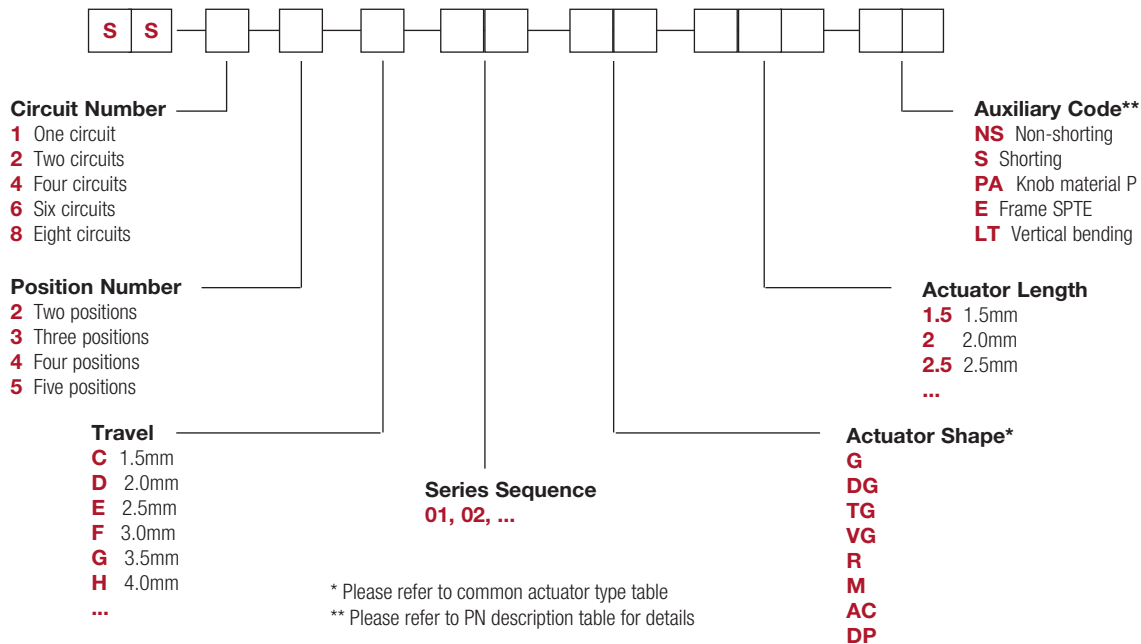 S S
Circuit Number
1 One circuit
2 Two circuits
4 Four circuits
6 Six circuits
8 Eight circuits
Position Number
2 Two positions
3 Three positions
4 Four positions
5 Five positions
Travel
C 1.5mm
D 2.0mm
E 2.5mm
F 3.0mm
G 3.5mm
H 4.0mm
...
Series Sequence
01, 02, ...
* Please refer to common actuator type table
** Please refer to PN description table for details
Auxiliary Code**
NS Non-shorting
S Shorting
PA Knob material P
E Frame SPTE
LT Vertical bending
Actuator Length
1.5 1.5mm
2 2.0mm
2.5 2.5mm
...
Actuator Shape*
G
DG
TG
VG
R
M
AC
DP